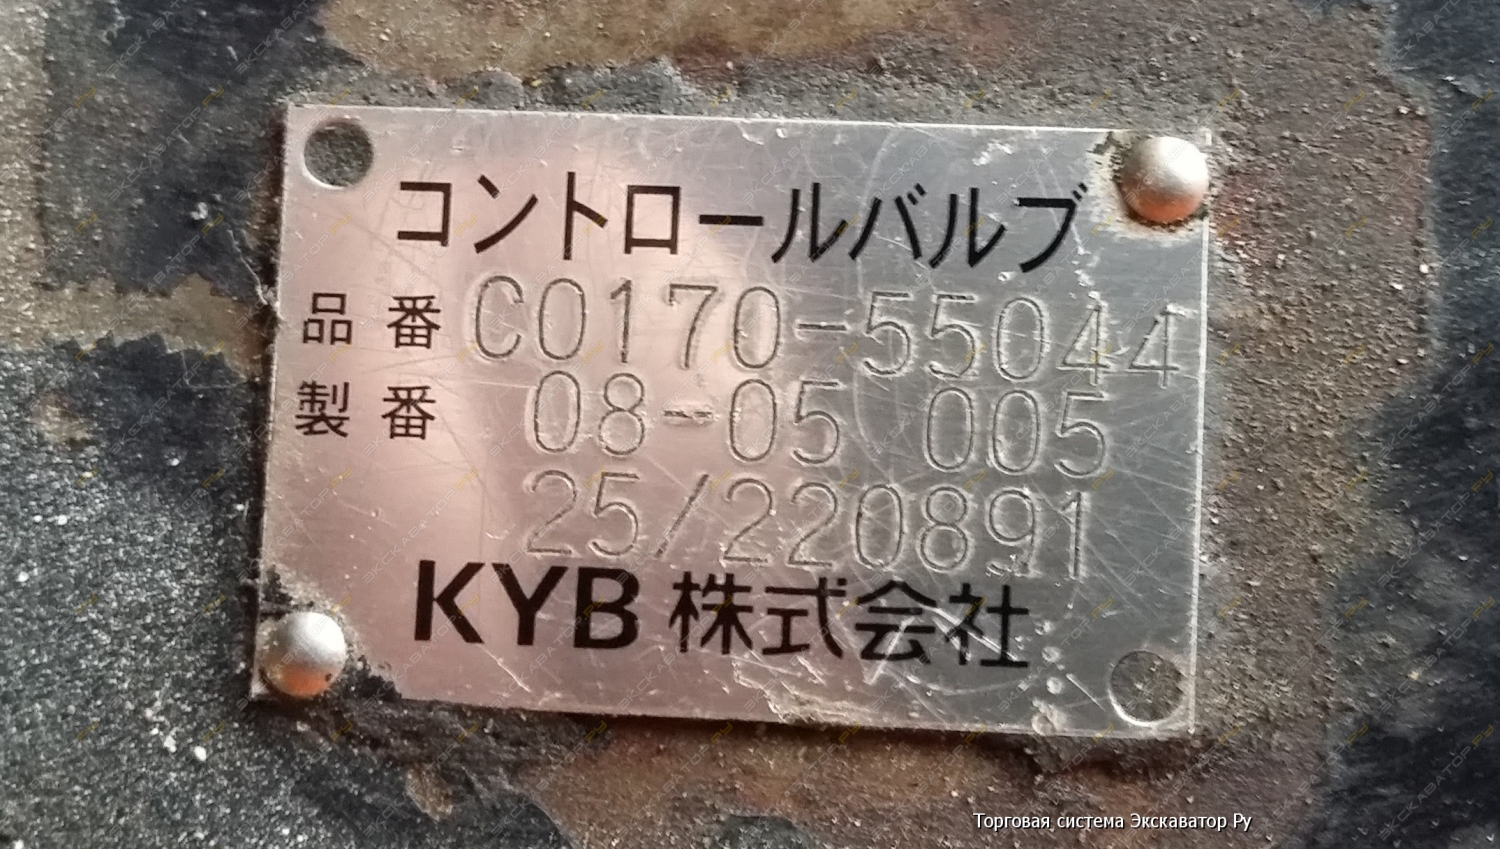 コントロールバルブ
品 番 C0170-55044
製 番 08-05 005
25/220891
KYB 株式会社
Торговая система Экскаватор Ру